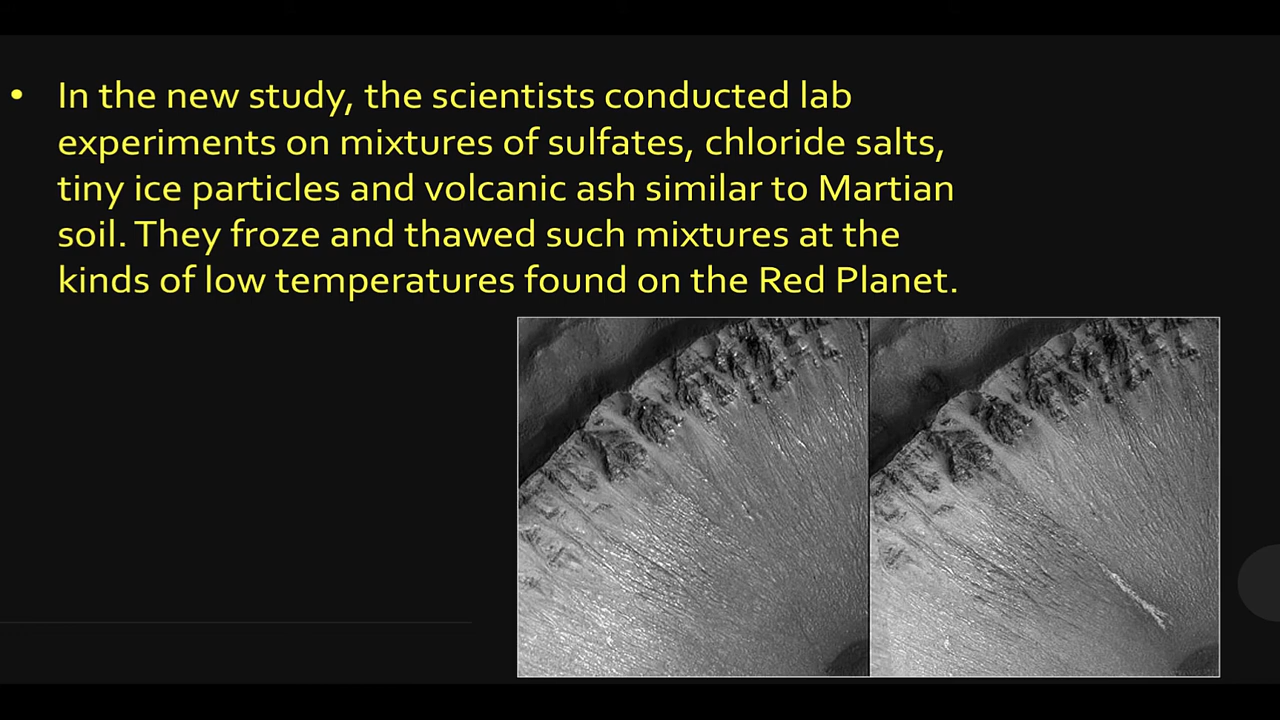 • In the new study, the scientists conducted lab
experiments on mixtures of sulfates, chloride salts,
tiny ice particles and volcanic ash similar to Martian
soil. They froze and thawed such mixtures at the
kinds of low temperatures found on the Red Planet.